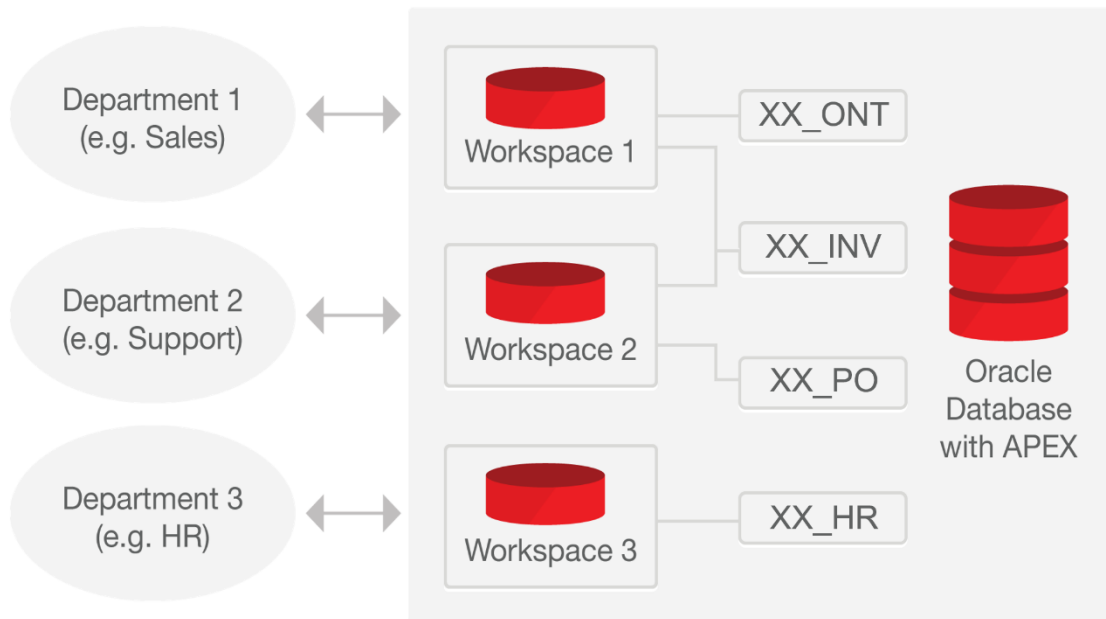 Department 1
(e.g. Sales)
Workspace 1
XX_ONT
XX_INV
Department 2
(e.g. Support)
Workspace 2
XX_PO
Oracle
Database
with APEX
Department 3
(e.g. HR)
Workspace 3
XX_HR